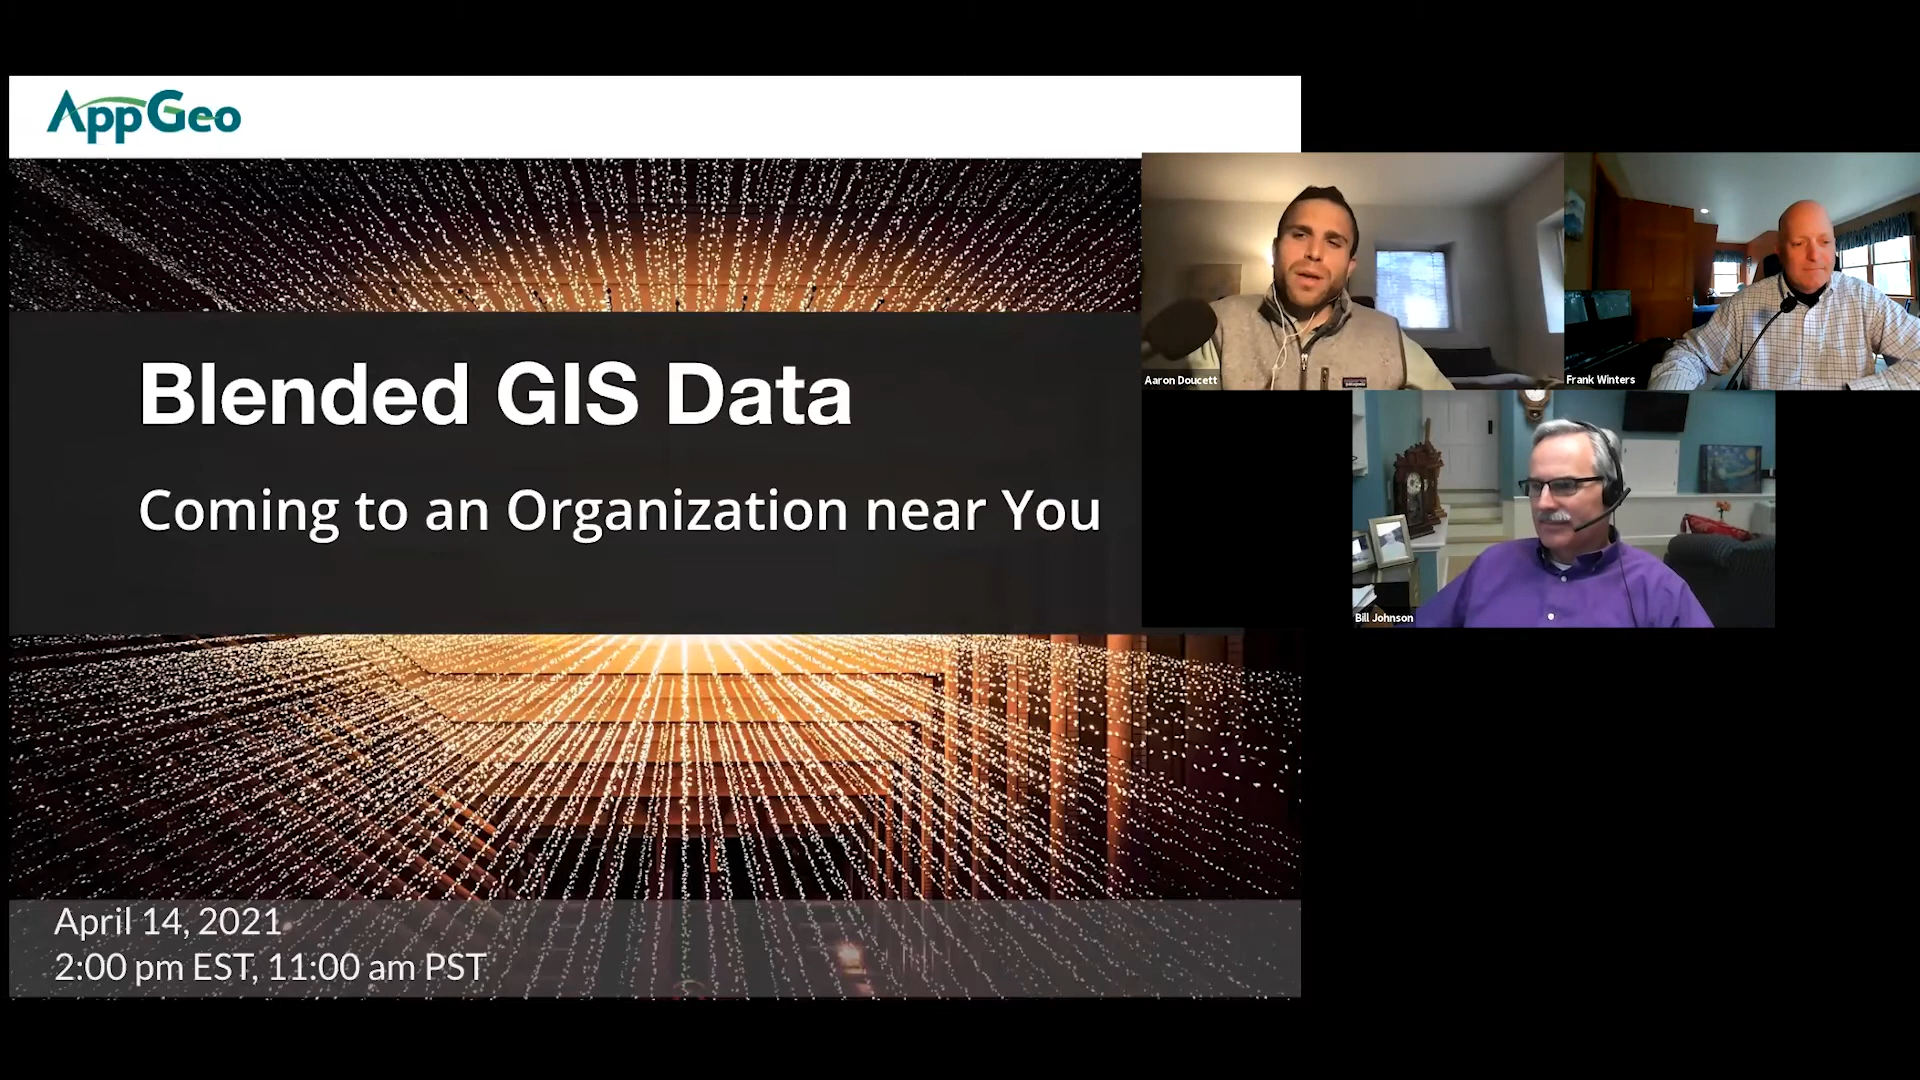 AppGeo
Blended GIS Data
Coming to an Organization near You
April 14, 2021
2:00 pm EST, 11:00 am PST
Aaron Doucett
Frank Winters
Bill Johnson